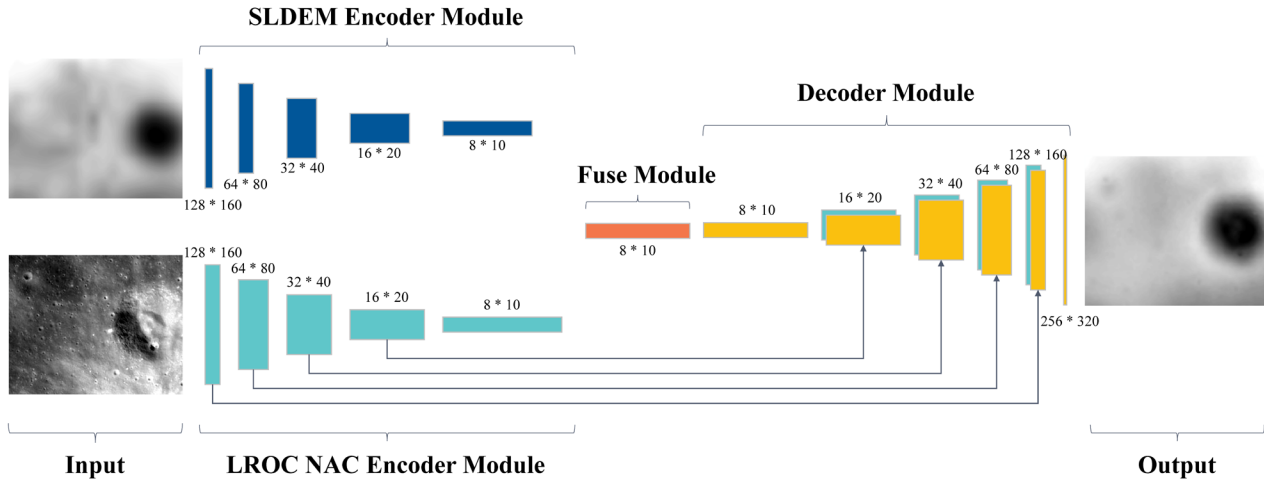 SLDEM Encoder Module
128 * 160
64 * 80
32 * 40
16 * 20
8 * 10
Decoder Module
Fuse Module
8 * 10
8 * 10
16 * 20
32 * 40
64 * 80
128 * 160
256 * 320
128 * 160
64 * 80
32 * 40
16 * 20
8 * 10
Input
LROC NAC Encoder Module
Output